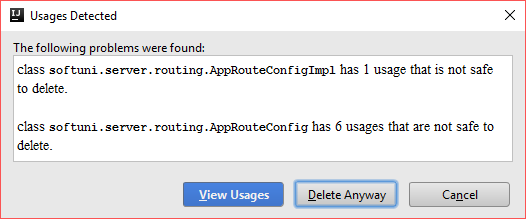 IJ
Usages Detected
The following problems were found:
class softuni.server.routing.AppRouteConfigImpl has 1 usage that is not safe
to delete.
class softuni.server.routing.AppRouteConfig has 6 usages that are not safe to
delete.
View Usages Delete Anyway Cancel